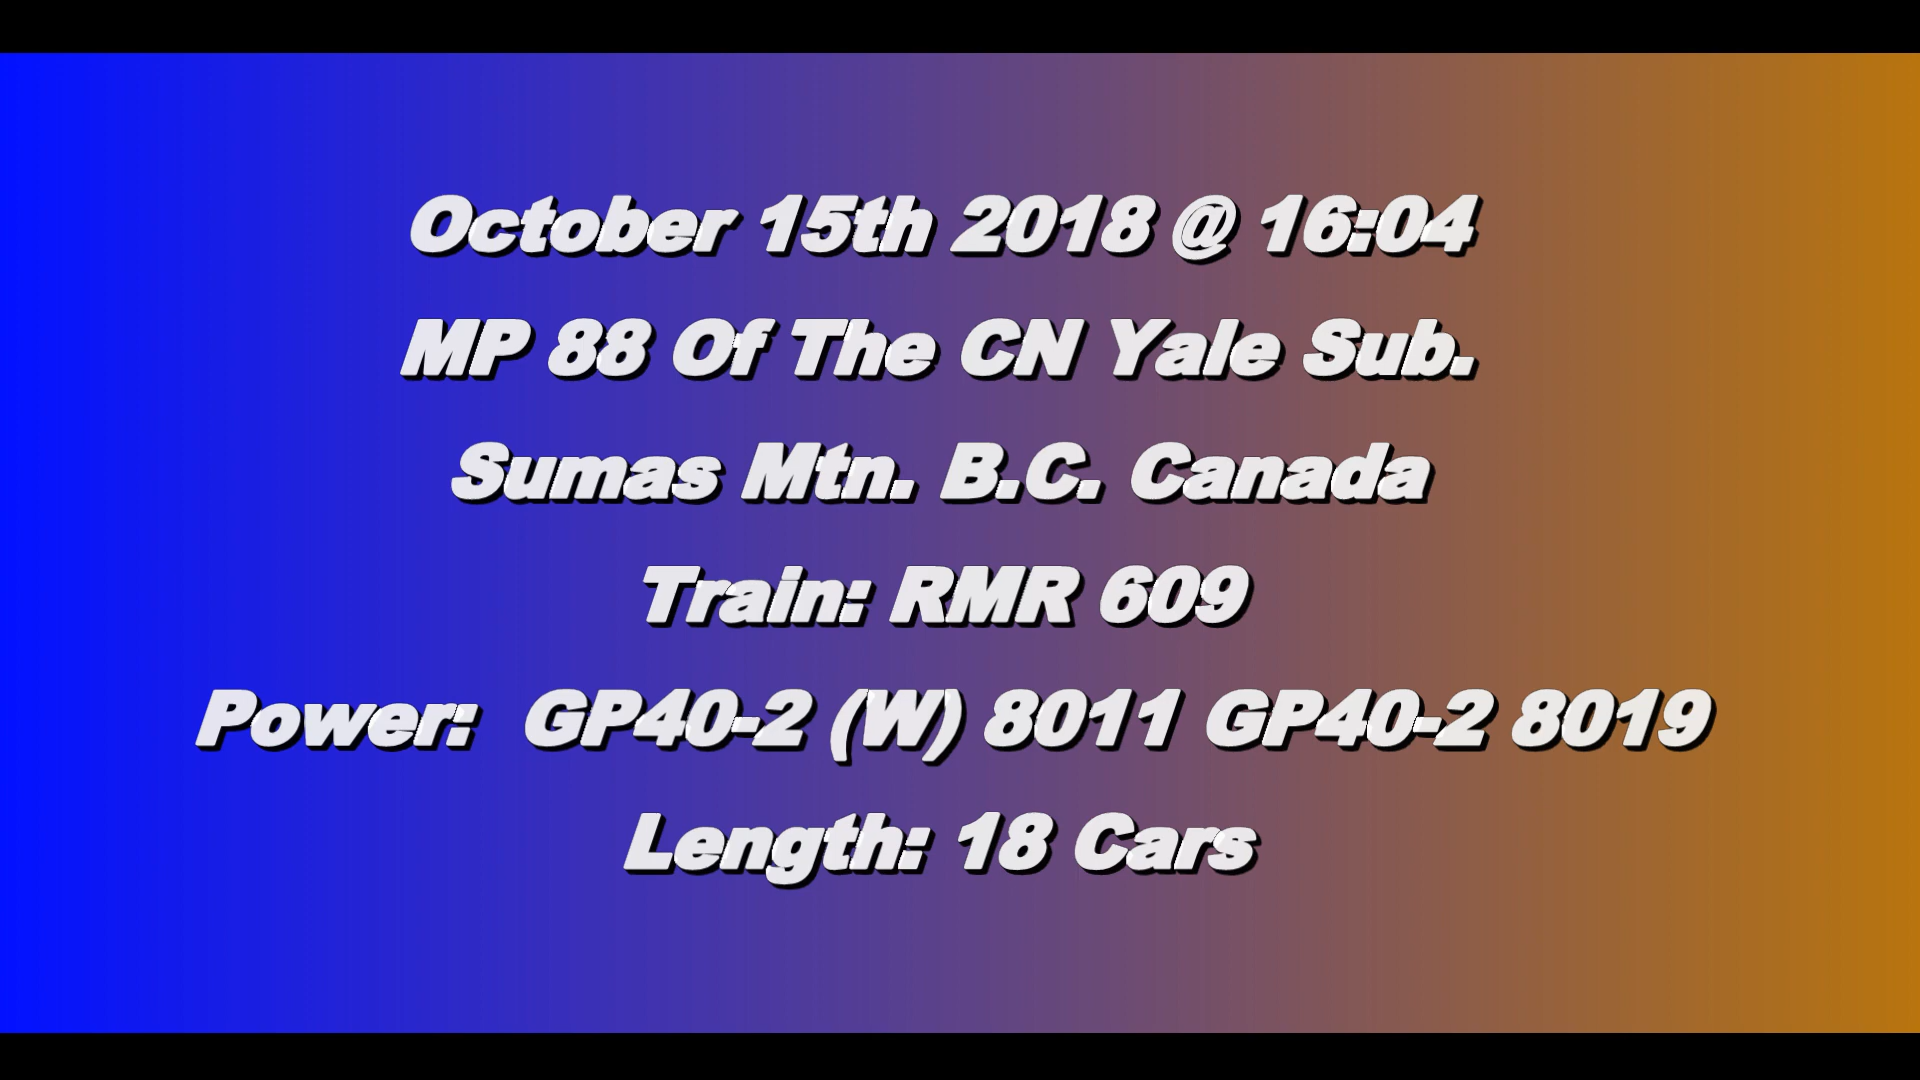 October 15th 2018 @ 16:04
MP 88 Of The CN Yale Sub.
Sumas Mtn. B.C. Canada
Train: RMR 609
Power: GP40-2 (W) 8011 GP40-2 8019
Length: 18 Cars